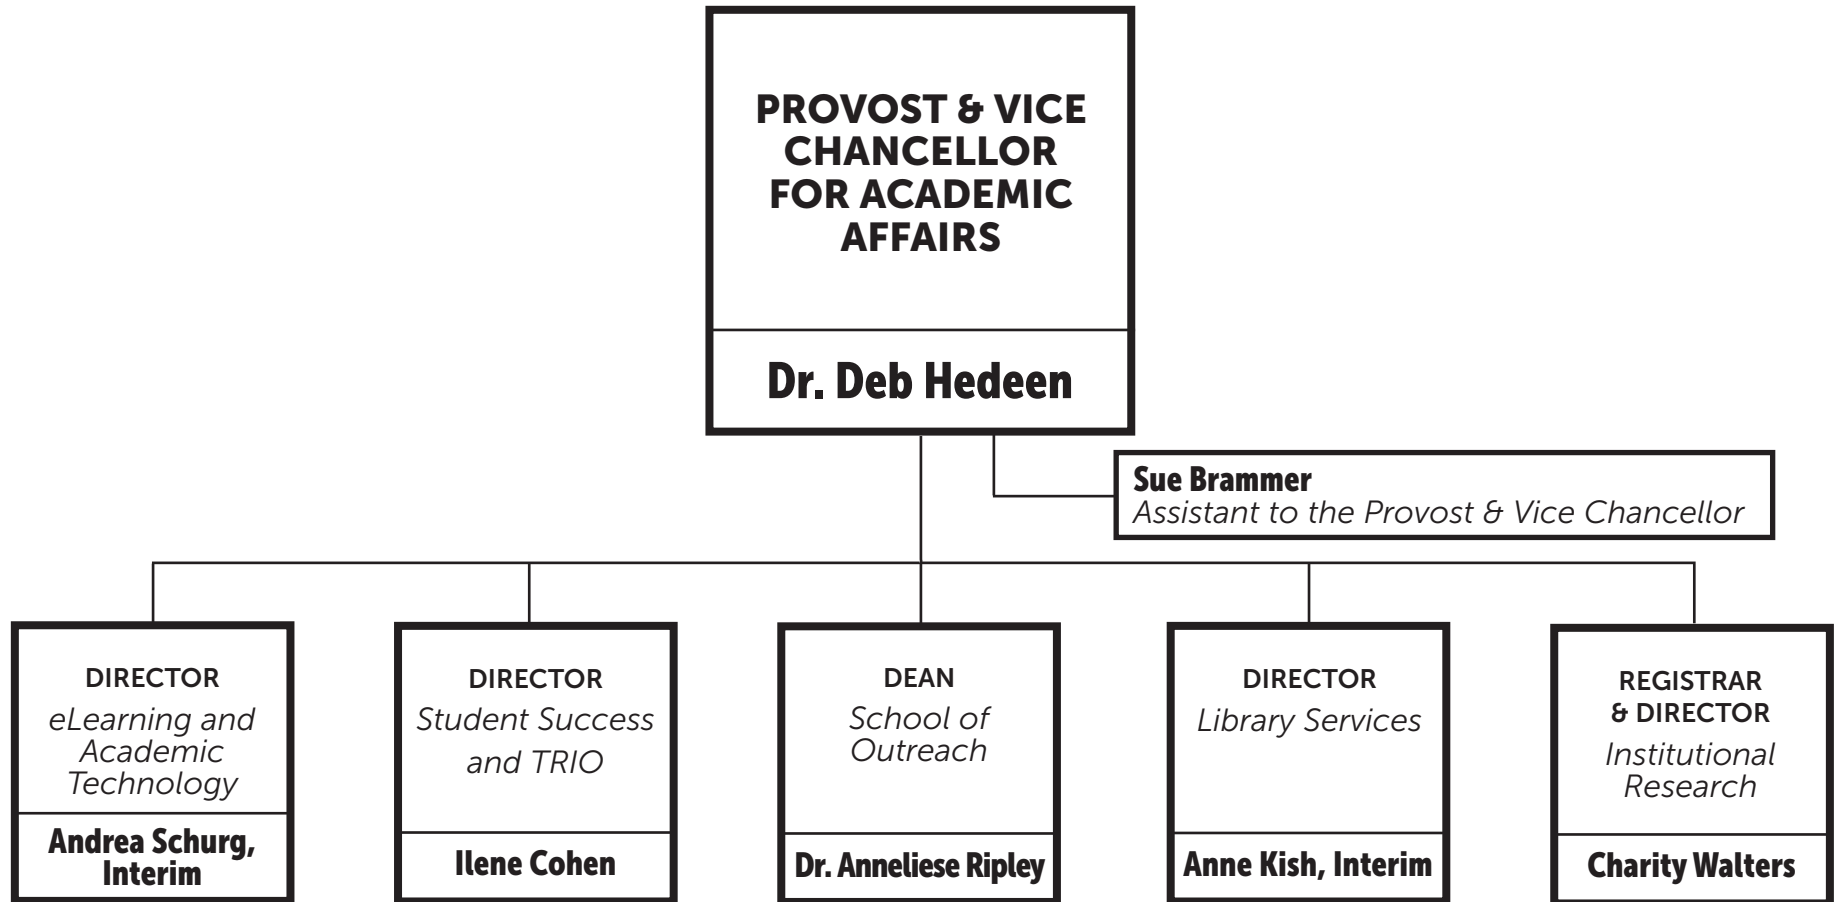 PROVOST & VICE
CHANCELLOR
FOR ACADEMIC
AFFAIRS
Dr. Deb Hedeen
Sue Brammer
Assistant to the Provost & Vice Chancellor
DIRECTOR
eLearning and
Academic
Technology
Andrea Schurg,
Interim
DIRECTOR
Student Success
and TRIO
Ilene Cohen
DEAN
School of
Outreach
Dr. Anneliese Ripley
DIRECTOR
Library Services
Anne Kish, Interim
REGISTRAR
& DIRECTOR
Institutional
Research
Charity Walters